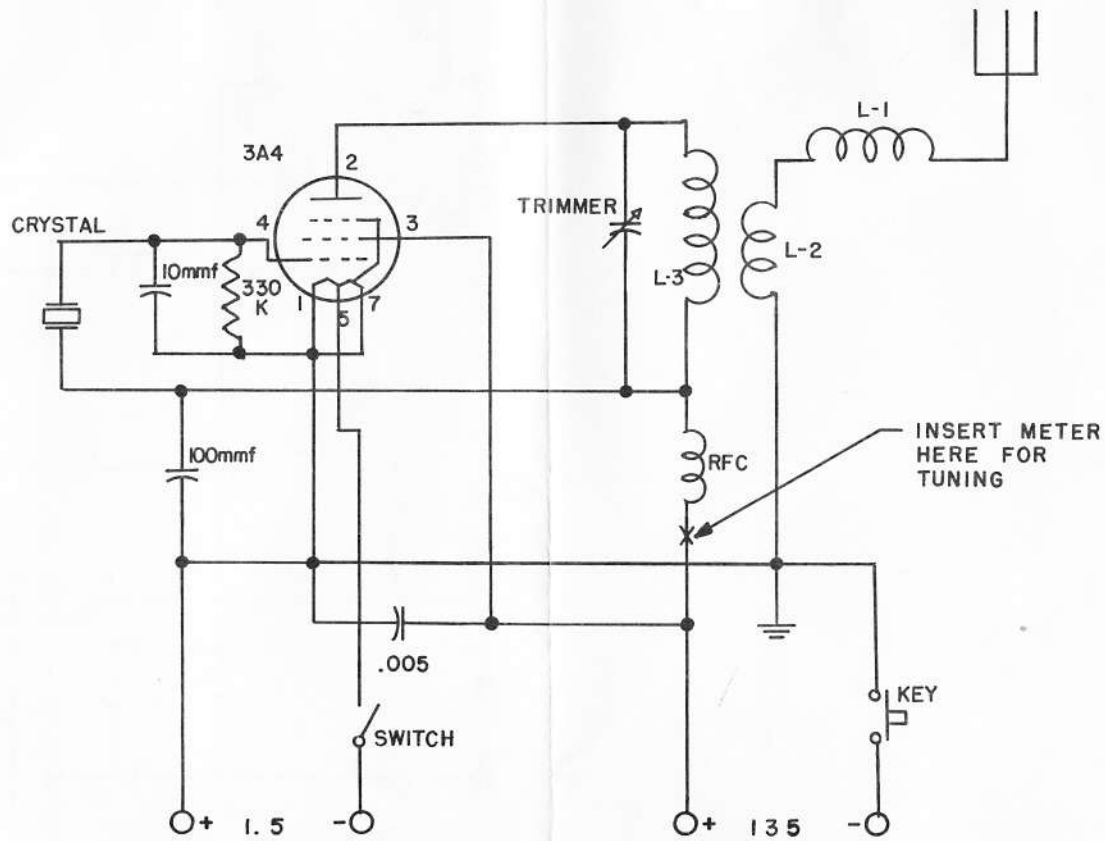 L-1
3A4
2
4
3
TRIMMER
CRYSTAL
10mmf
330
K
1
5
7
L-3
L-2
100mmf
RFC
INSERT METER
HERE FOR
TUNING
.005
KEY
SWITCH
+ 1.5 -
+ 135 -